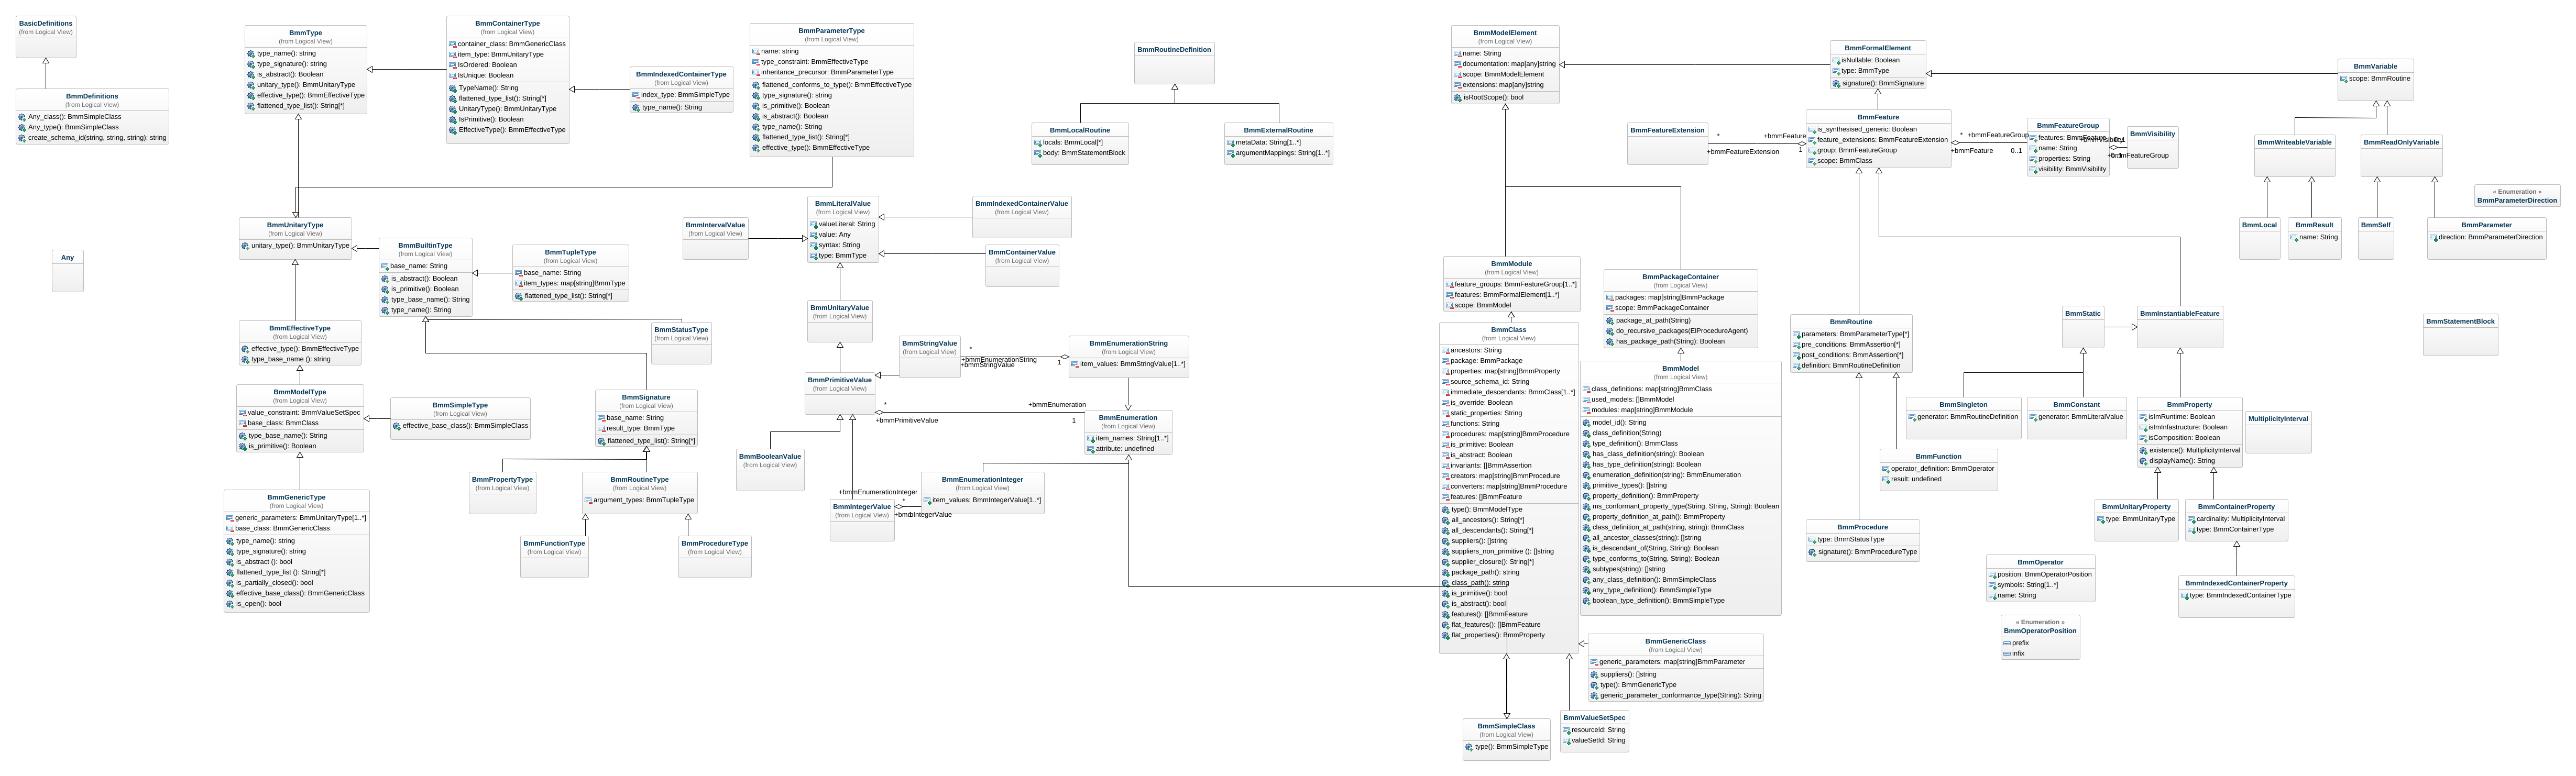 BasicDefinitions
(from Logical View)
BmmDefinitions
(from Logical View)
Any_class(): BmmSimpleClass
Any_type(): BmmSimpleClass
create_schema_id(string, string, string): string
Any
BmmType
(from Logical View)
type_name(): string
type_signature(): string
is_abstract(): Boolean
unitary_type(): BmmUnitaryType
effective_type(): BmmEffectiveType
flattened_type_list(): String[*]
BmmContainerType
(from Logical View)
container_class: BmmGenericClass
item_type: BmmUnitaryType
IsOrdered: Boolean
IsUnique: Boolean
TypeName(): String
flattened_type_list(): String[*]
UnitaryType(): BmmUnitaryType
IsPrimitive(): Boolean
EffectiveType(): BmmEffectiveType
BmmIndexedContainerType
(from Logical View)
index_type: BmmSimpleType
type_name(): String
BmmParameterType
(from Logical View)
name: string
type_constraint: BmmEffectiveType
inheritance_precursor: BmmParameterType
flattened_conforms_to_type(): BmmEffectiveType
type_signature(): string
is_primitive(): Boolean
is_abstract(): Boolean
type_name(): String
flattened_type_list(): String[*]
effective_type(): BmmEffectiveType
BmmUnitaryType
(from Logical View)
unitary_type(): BmmUnitaryType
BmmBuiltinType
(from Logical View)
base_name: String
is_abstract(): Boolean
is_primitive(): Boolean
type_base_name(): String
type_name(): String
BmmTupleType
(from Logical View)
base_name: String
item_types: map[string]BmmType
flattened_type_list(): String[*]
BmmStatusType
(from Logical View)
BmmEffectiveType
(from Logical View)
effective_type(): BmmEffectiveType
type_base_name (): string
BmmModelType
(from Logical View)
value_constraint: BmmValueSetSpec
base_class: BmmClass
type_base_name(): String
is_primitive(): Boolean
BmmSimpleType
(from Logical View)
effective_base_class(): BmmSimpleClass
BmmSignature
(from Logical View)
base_name: String
result_type: BmmType
flattened_type_list(): String[*]
BmmPropertyType
(from Logical View)
BmmRoutineType
(from Logical View)
argument_types: BmmTupleType
BmmFunctionType
(from Logical View)
BmmProcedureType
(from Logical View)
BmmGenericType
(from Logical View)
generic_parameters: BmmUnitaryType[1..*]
base_class: BmmGenericClass
type_name(): string
type_signature(): string
is_abstract (): bool
flattened_type_list (): String[*]
is_partially_closed(): bool
effective_base_class(): BmmGenericClass
is_open(): bool
BmmRoutineDefinition
BmmLocalRoutine
(from Logical View)
locals: BmmLocal[*]
body: BmmStatementBlock
BmmExternalRoutine
(from Logical View)
metaData: String[1..*]
argumentMappings: String[1..*]
BmmIntervalValue
(from Logical View)
BmmLiteralValue
(from Logical View)
valueLiteral: String
value: Any
syntax: String
type: BmmType
BmmIndexedContainerValue
(from Logical View)
BmmContainerValue
(from Logical View)
BmmUnitaryValue
(from Logical View)
BmmPrimitiveValue
(from Logical View)
BmmStringValue
(from Logical View)
*
+bmmEnumerationString
+bmmStringValue
1
BmmEnumerationString
(from Logical View)
item_values: BmmStringValue[1..*]
*
+bmmPrimitiveValue
+bmmEnumeration
1
BmmEnumeration
(from Logical View)
item_names: String[1..*]
attribute: undefined
BmmBooleanValue
(from Logical View)
BmmEnumerationInteger
(from Logical View)
item_values: BmmIntegerValue[1..*]
+bmmEnumerationInteger
*
+bmmIntegerValue
BmmIntegerValue
(from Logical View)
BmmModelElement
(from Logical View)
name: String
documentation: map[any]string
scope: BmmModelElement
extensions: map[any]string
isRootScope(): bool
BmmModule
(from Logical View)
feature_groups: BmmFeatureGroup[1..*]
features: BmmFormalElement[1..*]
scope: BmmModel
BmmPackageContainer
(from Logical View)
packages: map[string]BmmPackage
scope: BmmPackageContainer
package_at_path(String)
do_recursive_packages(ElProcedureAgent)
has_package_path(String): Boolean
BmmClass
(from Logical View)
ancestors: String
package: BmmPackage
properties: map[string]BmmProperty
source_schema_id: String
immediate_descendants: BmmClass[1..*]
is_override: Boolean
static_properties: String
functions: String
procedures: map[string]BmmProcedure
is_primitive: Boolean
is_abstract: Boolean
invariants: []BmmAssertion
creators: map[string]BmmProcedure
converters: map[string]BmmProcedure
features: []BmmFeature
type(): BmmModelType
all_ancestors(): String[*]
all_descendants(): String[*]
suppliers(): []string
suppliers_non_primitive (): []string
supplier_closure(): String[*]
package_path(): string
class_path(): string
is_primitive(): bool
is_abstract(): bool
features(): []BmmFeature
flat_features(): []BmmFeature
flat_properties(): BmmProperty
BmmModel
(from Logical View)
class_definitions: map[string]BmmClass
used_models: []BmmModel
modules: map[string]BmmModule
model_id(): String
class_definition(String)
type_definition(): BmmClass
has_class_definition(string): Boolean
has_type_definition(string): Boolean
enumeration_definition(string): BmmEnumeration
primitive_types(): []string
property_definition(): BmmProperty
ms_conformant_property_type(String, String, String): Boolean
property_definition_at_path(): BmmProperty
class_definition_at_path(string, string): BmmClass
all_ancestor_classes(string): []string
is_descendant_of(String, String): Boolean
type_conforms_to(String, String): Boolean
subtypes(string): []string
any_class_definition(): BmmSimpleClass
any_type_definition(): BmmSimpleType
boolean_type_definition(): BmmSimpleType
BmmGenericClass
(from Logical View)
generic_parameters: map[string]BmmParameter
suppliers(): []string
type(): BmmGenericType
generic_parameter_conformance_type(String): String
BmmSimpleClass
(from Logical View)
type(): BmmSimpleType
BmmValueSetSpec
resourceId: String
valueSetId: String
BmmFormalElement
isNullable: Boolean
type: BmmType
signature(): BmmSignature
BmmFeatureExtension
*
+bmmFeature
+bmmFeatureExtension
1
BmmFeature
is_synthesised_generic: Boolean
feature_extensions: BmmFeatureExtension
group: BmmFeatureGroup
scope: BmmClass
*
+bmmFeatureGroup
+bmmFeature
0..1
BmmFeatureGroup
features: BmmFeature
name: String
properties: String
visibility: BmmVisibility
BmmVisibility
BmmVariable
scope: BmmRoutine
BmmWriteableVariable
BmmReadOnlyVariable
« Enumeration »
BmmParameterDirection
BmmLocal
BmmResult
name: String
BmmSelf
BmmParameter
direction: BmmParameterDirection
BmmStatic
BmmInstantiableFeature
BmmStatementBlock
BmmRoutine
parameters: BmmParameterType[*]
pre_conditions: BmmAssertion[*]
post_conditions: BmmAssertion[*]
definition: BmmRoutineDefinition
BmmSingleton
generator: BmmRoutineDefinition
BmmConstant
generator: BmmLiteralValue
BmmProperty
isImRuntime: Boolean
isImInfastructure: Boolean
isComposition: Boolean
existence(): MultiplicityInterval
displayName(): String
MultiplicityInterval
BmmFunction
operator_definition: BmmOperator
result: undefined
BmmUnitaryProperty
type: BmmUnitaryType
BmmContainerProperty
cardinality: MultiplicityInterval
type: BmmContainerType
BmmProcedure
type: BmmStatusType
signature(): BmmProcedureType
BmmOperator
position: BmmOperatorPosition
symbols: String[1..*]
name: String
BmmIndexedContainerProperty
type: BmmIndexedContainerType
« Enumeration »
BmmOperatorPosition
prefix
infix